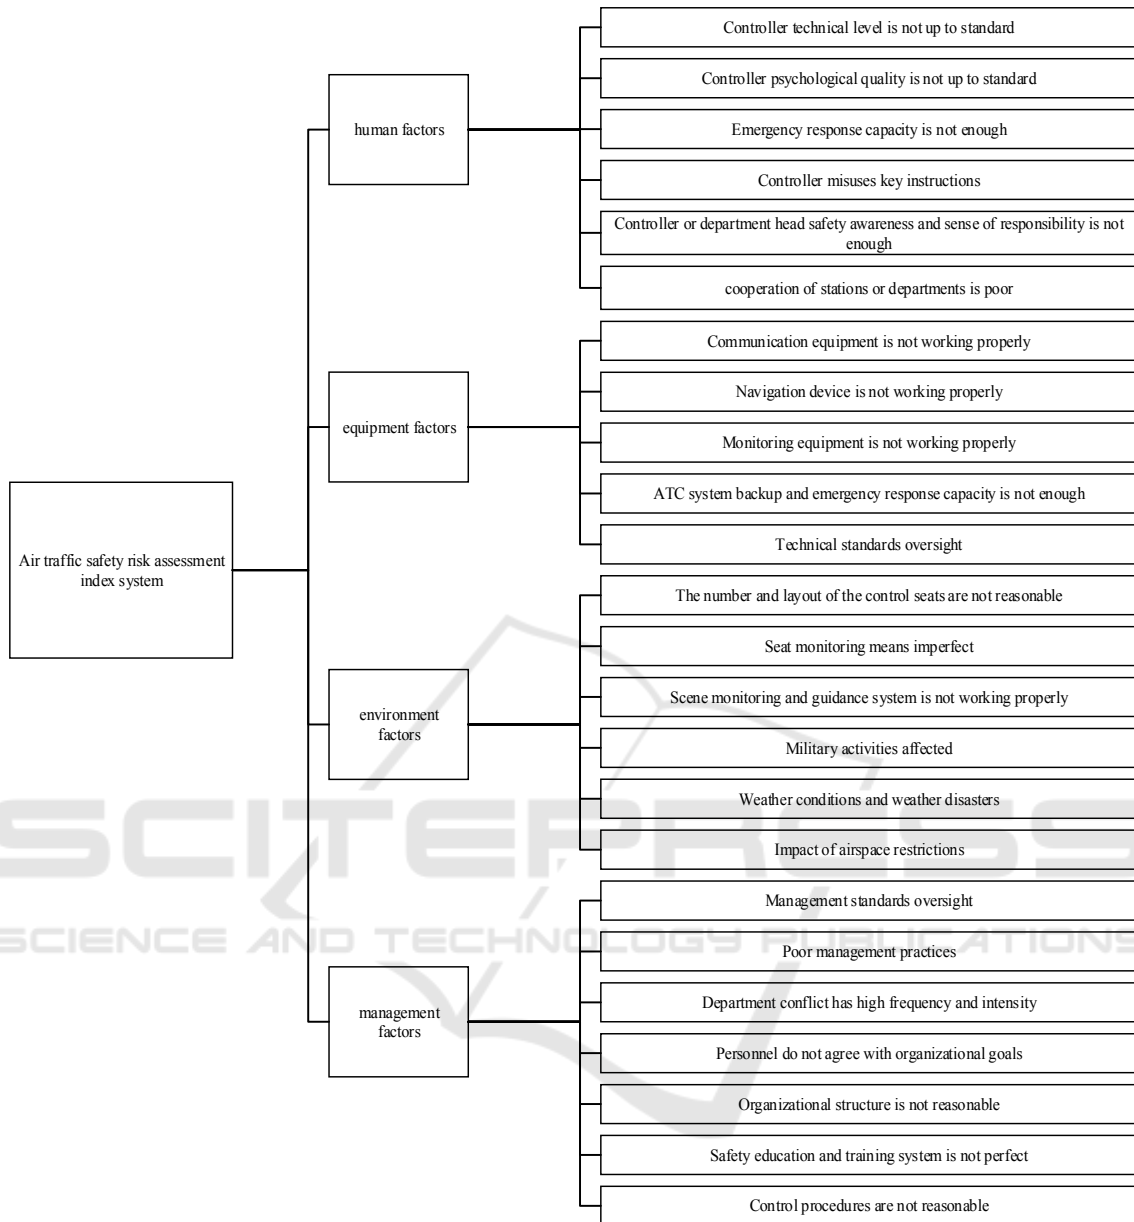 Controller technical level is not up to standard
Controller psychological quality is not up to standard
human factors
Emergency response capacity is not enough
Controller misuses key instructions
Controller or department head safety awareness and sense of responsibility is not
enough
cooperation of stations or departments is poor
Communication equipment is not working properly
Navigation device is not working properly
equipment factors
Monitoring equipment is not working properly
ATC system backup and emergency response capacity is not enough
Technical standards oversight
Air traffic safety risk assessment
index system
The number and layout of the control seats are not reasonable
Seat monitoring means imperfect
Scene monitoring and guidance system is not working properly
environment
factors
Military activities affected
Weather conditions and weather disasters
Impact of airspace restrictions
Management standards oversight
Poor management practices
Department conflict has high frequency and intensity
management
factors
Personnel do not agree with organizational goals
Organizational structure is not reasonable
Safety education and training system is not perfect
Control procedures are not reasonable
SCITEPRESS
SCIENCE AND TECHNOLOGY PUBLICATIONS